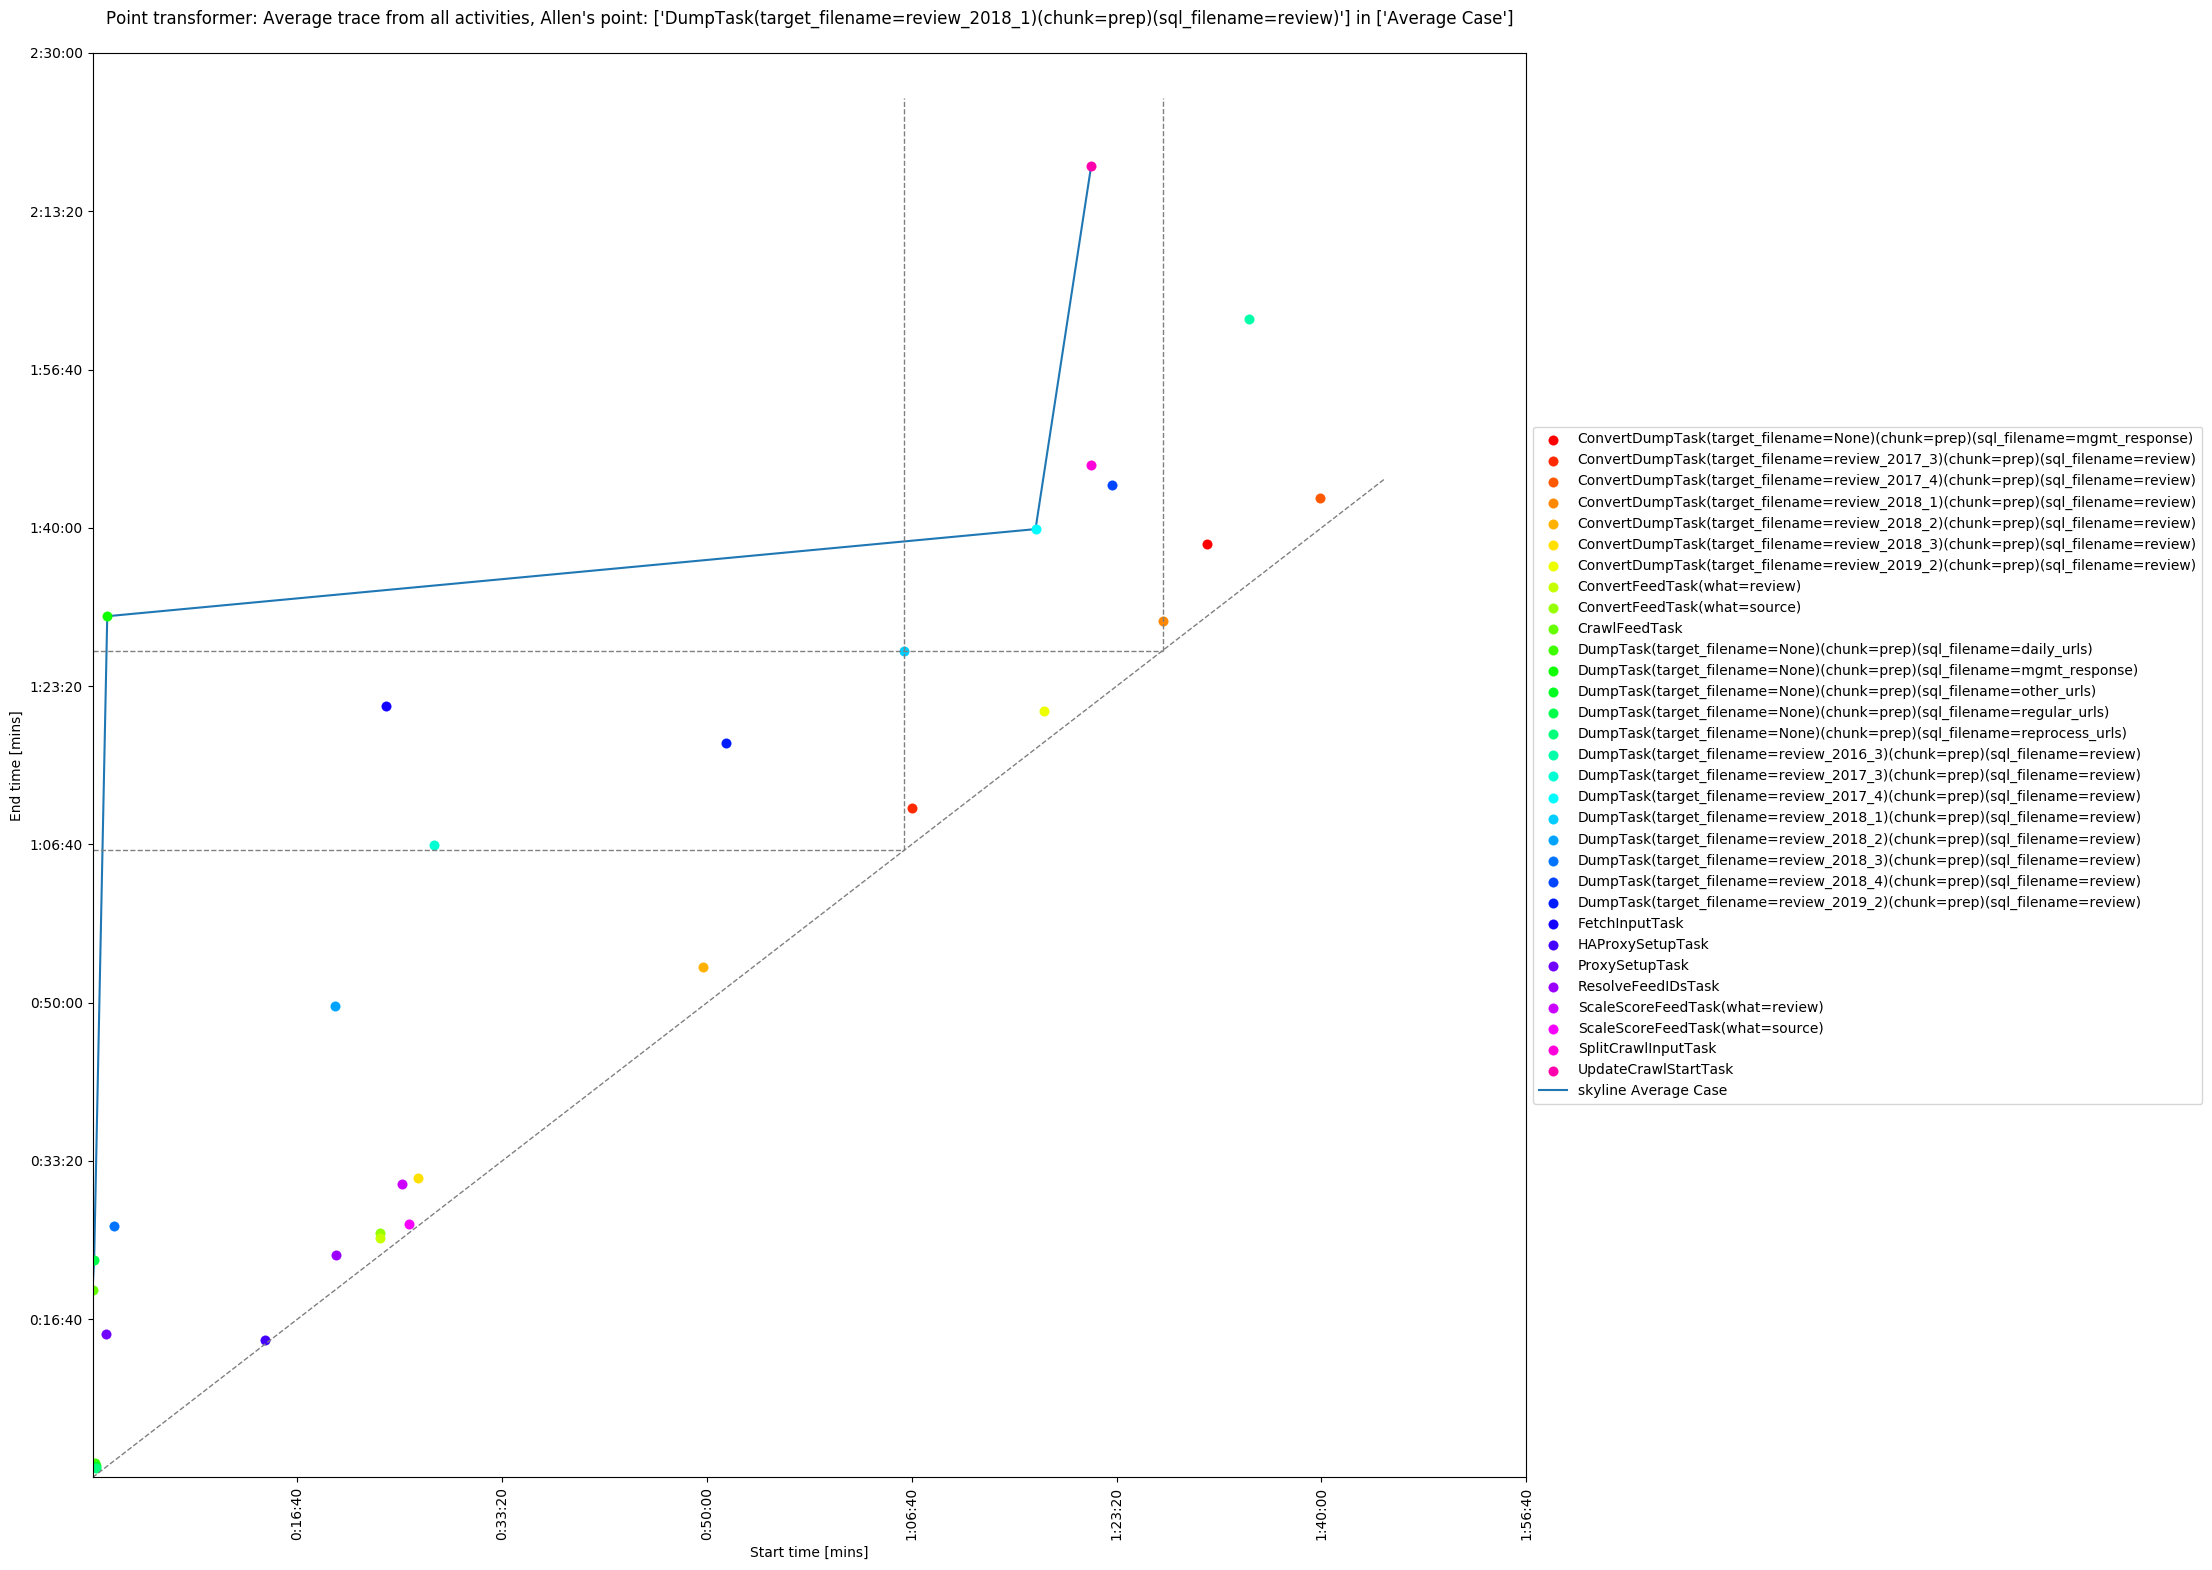 Point transformer: Average trace from all activities, Allen's point: ['DumpTask(target_filename=review_2018_1)(chunk=prep)(sql_filename=review)'] in ['Average Case']
2:30:00
2:13:20
1:56:40
1:40:00
1:23:20
1:06:40
0:50:00
0:33:20
0:16:40
End time [mins]
0:16:40
0:33:20
0:50:00
1:06:40
1:23:20
1:40:00
1:56:40
Start time [mins]
ConvertDumpTask(target_filename=None)(chunk=prep)(sql_filename=mgmt_response)
ConvertDumpTask(target_filename=review_2017_3)(chunk=prep)(sql_filename=review)
ConvertDumpTask(target_filename=review_2017_4)(chunk=prep)(sql_filename=review)
ConvertDumpTask(target_filename=review_2018_1)(chunk=prep)(sql_filename=review)
ConvertDumpTask(target_filename=review_2018_2)(chunk=prep)(sql_filename=review)
ConvertDumpTask(target_filename=review_2018_3)(chunk=prep)(sql_filename=review)
ConvertDumpTask(target_filename=review_2019_2)(chunk=prep)(sql_filename=review)
ConvertFeedTask(what=review)
ConvertFeedTask(what=source)
CrawlFeedTask
DumpTask(target_filename=None)(chunk=prep)(sql_filename=daily_urls)
DumpTask(target_filename=None)(chunk=prep)(sql_filename=mgmt_response)
DumpTask(target_filename=None)(chunk=prep)(sql_filename=other_urls)
DumpTask(target_filename=None)(chunk=prep)(sql_filename=regular_urls)
DumpTask(target_filename=None)(chunk=prep)(sql_filename=reprocess_urls)
DumpTask(target_filename=review_2016_3)(chunk=prep)(sql_filename=review)
DumpTask(target_filename=review_2017_3)(chunk=prep)(sql_filename=review)
DumpTask(target_filename=review_2017_4)(chunk=prep)(sql_filename=review)
DumpTask(target_filename=review_2018_1)(chunk=prep)(sql_filename=review)
DumpTask(target_filename=review_2018_2)(chunk=prep)(sql_filename=review)
DumpTask(target_filename=review_2018_3)(chunk=prep)(sql_filename=review)
DumpTask(target_filename=review_2018_4)(chunk=prep)(sql_filename=review)
DumpTask(target_filename=review_2019_2)(chunk=prep)(sql_filename=review)
FetchInputTask
HAProxySetupTask
ProxySetupTask
ResolveFeedIDsTask
ScaleScoreFeedTask(what=review)
ScaleScoreFeedTask(what=source)
SplitCrawlInputTask
UpdateCrawlStartTask
skyline Average Case